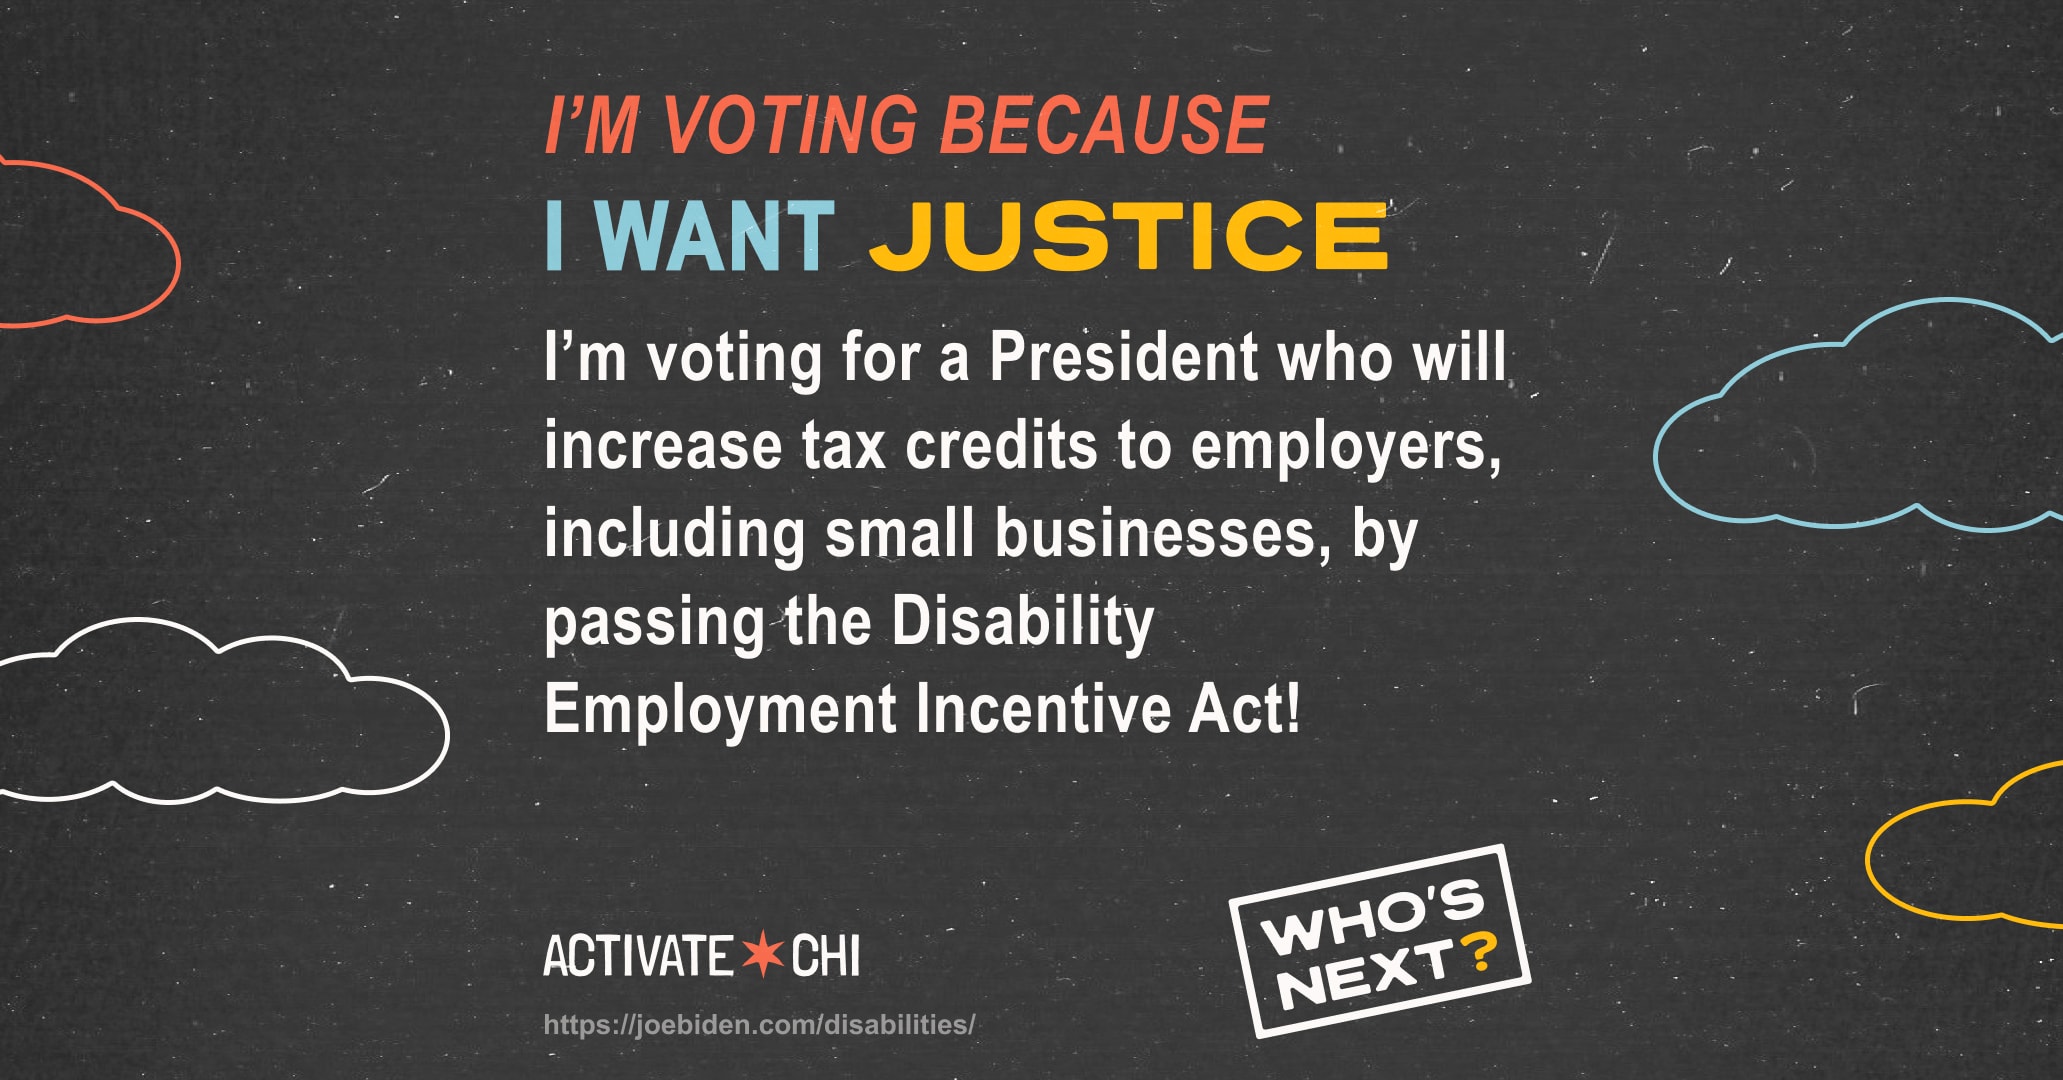 I’M VOTING BECAUSE
I WANT JUSTICE
I’m voting for a President who will
increase tax credits to employers,
including small businesses, by
passing the Disability
Employment Incentive Act!
ACTIVATE CHI
https://joebiden.com/disabilities/
WHO’S
NEXT?